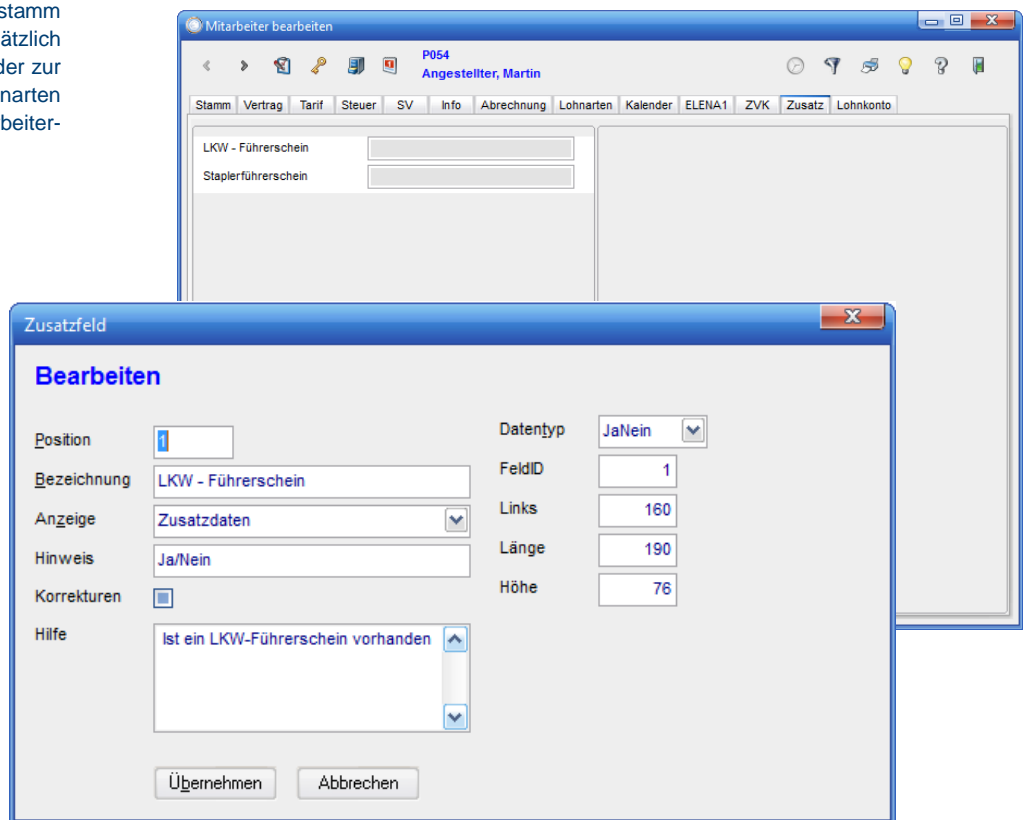 stamm
ätzlich
der zur
narten
beiter-
Mitarbeiter bearbeiten
P054
Angestellter, Martin
Stamm Vertrag Tarif Steuer SV Info Abrechnung Lohnarten Kalender ELENA1 ZVK Zusatz Lohnkonto
LKW - Führerschein
Staplerführerschein
Zusatzfeld
Bearbeiten
Position 1
Bezeichnung LKW - Führerschein
Anzeige Zusatzdaten
Hinweis Ja/Nein
Korrekturen
Hilfe Ist ein LKW-Führerschein vorhanden
Datentyp JaNein
FeldID 1
Links 160
Länge 190
Höhe 76
Übernehmen Abbrechen